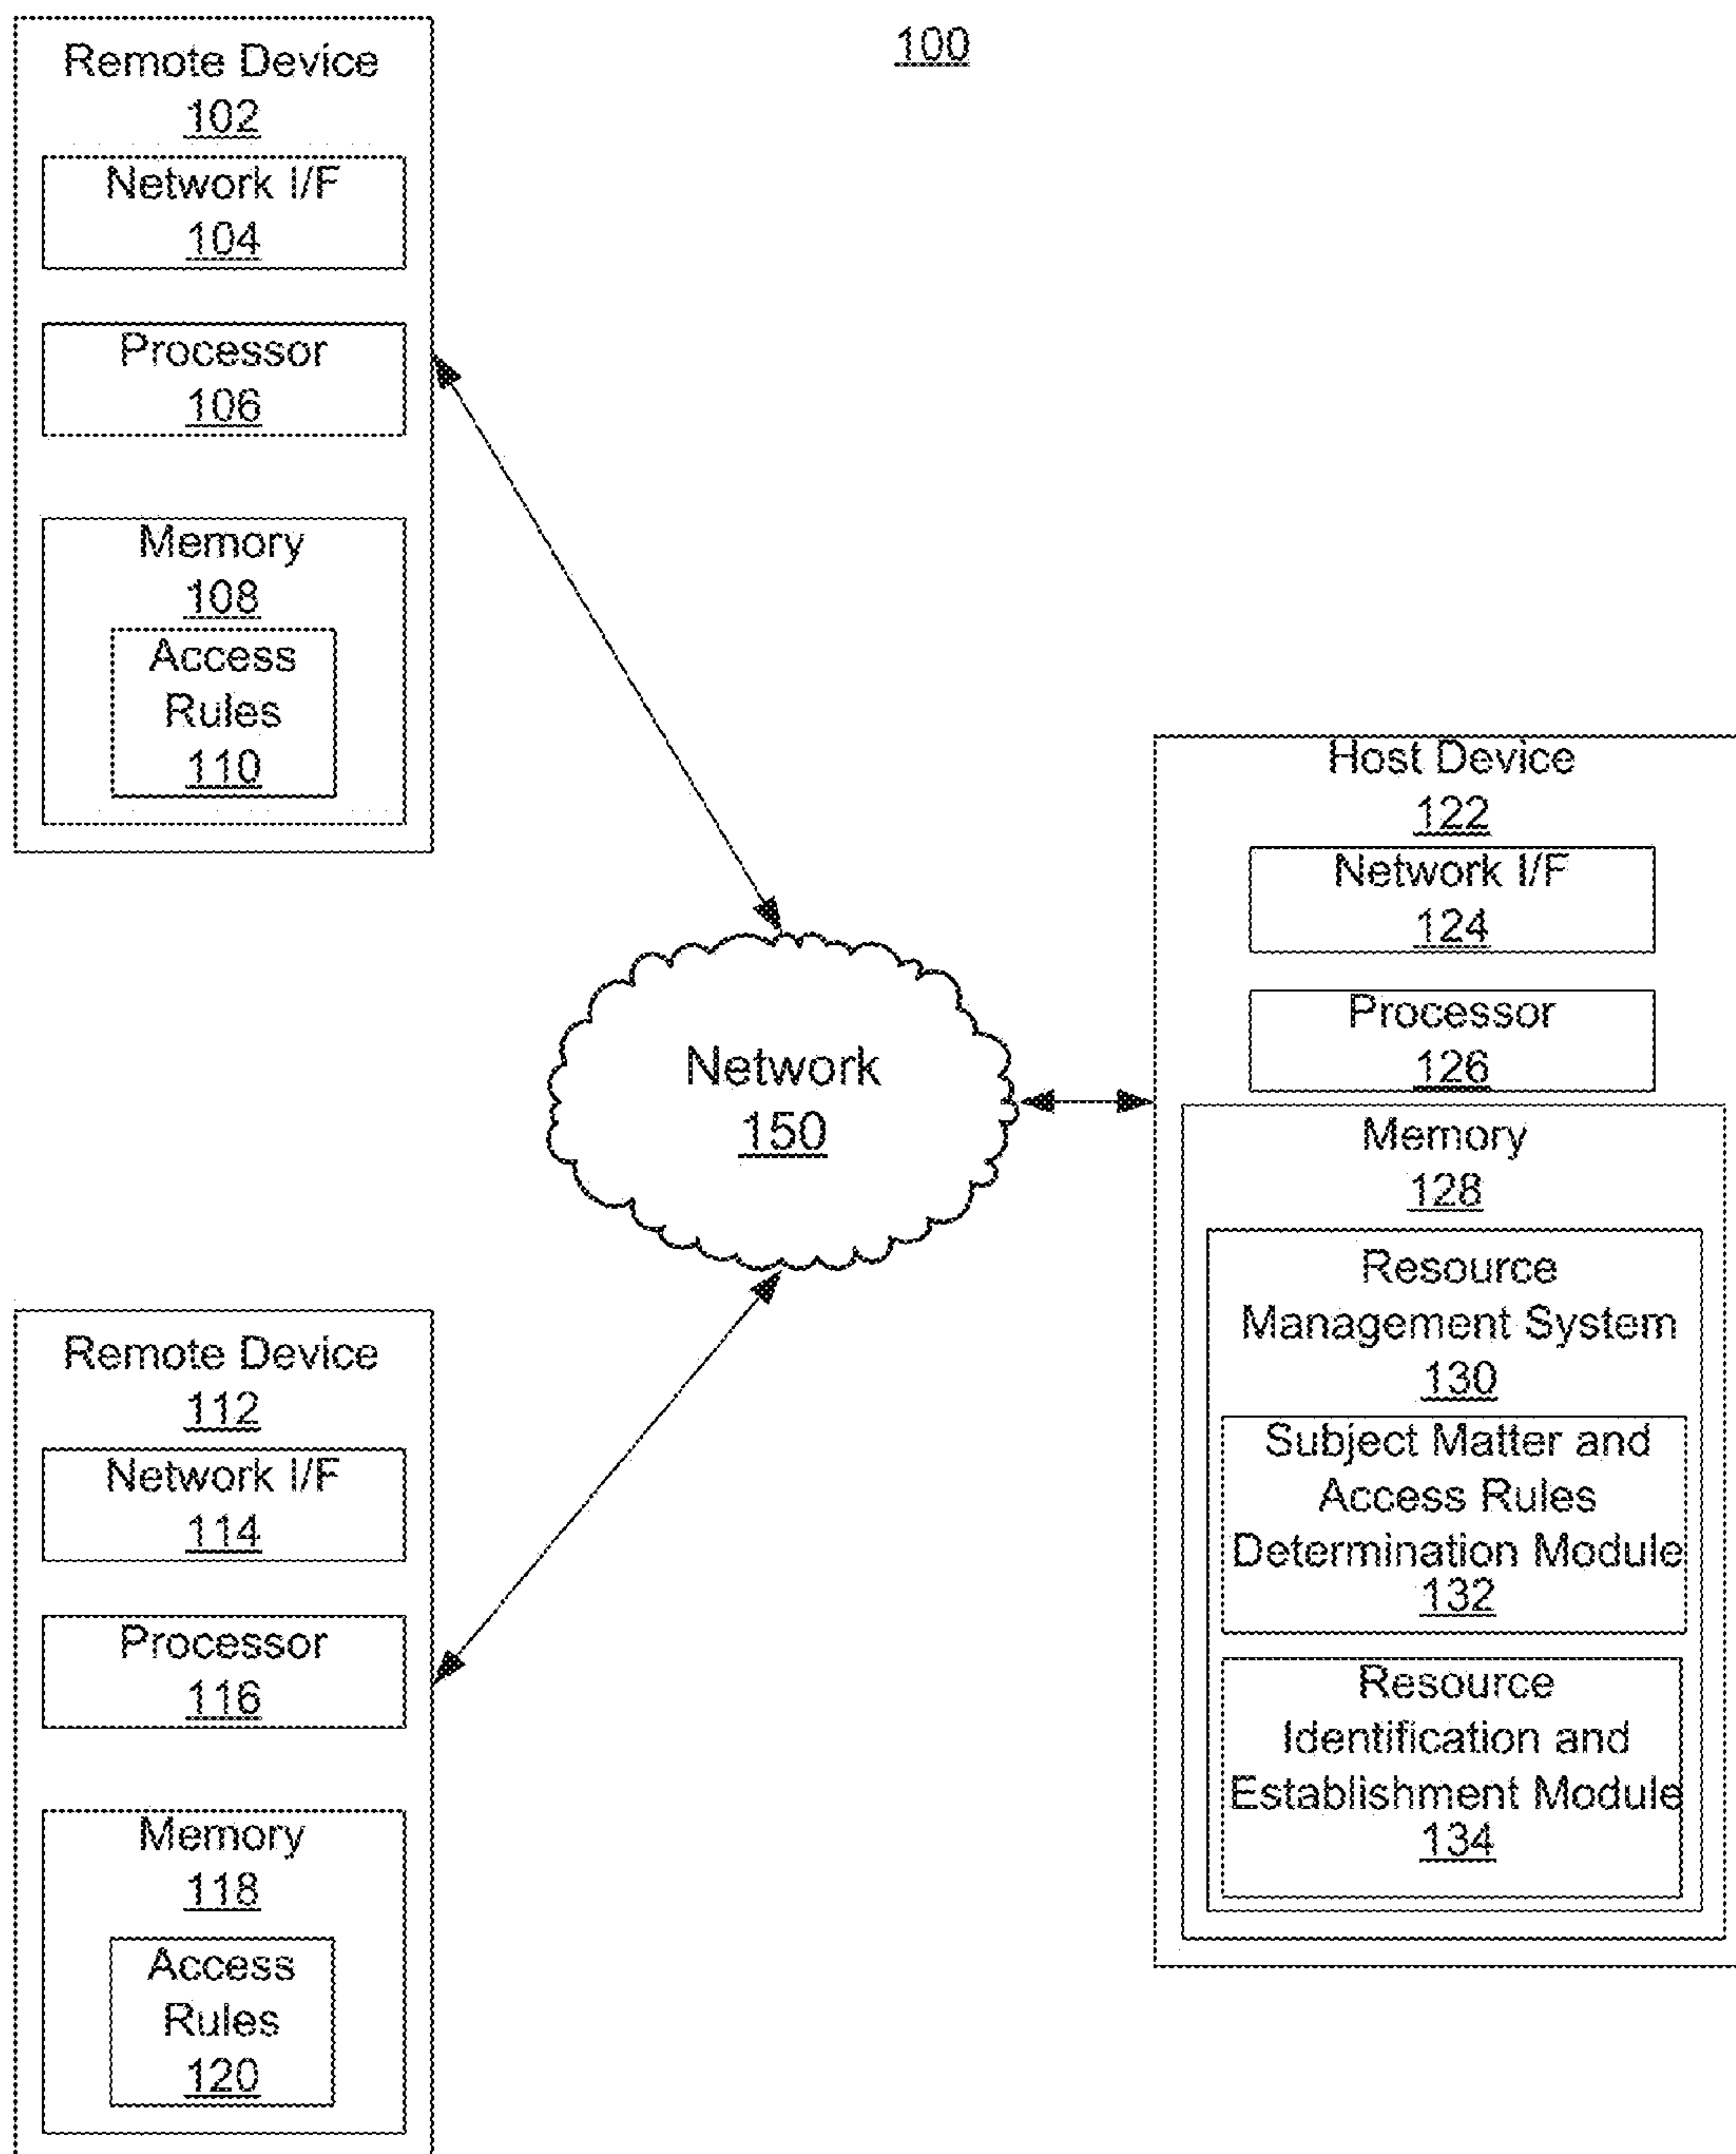 100
Remote Device
102
Network I/F
104
Processor
106
Memory
108
Access
Rules
110
Network
150
Remote Device
112
Network I/F
114
Processor
116
Memory
118
Access
Rules
120
Host Device
122
Network I/F
124
Processor
126
Memory
128
Resource
Management System
130
Subject Matter and
Access Rules
Determination Module
132
Resource
Identification and
Establishment Module
134